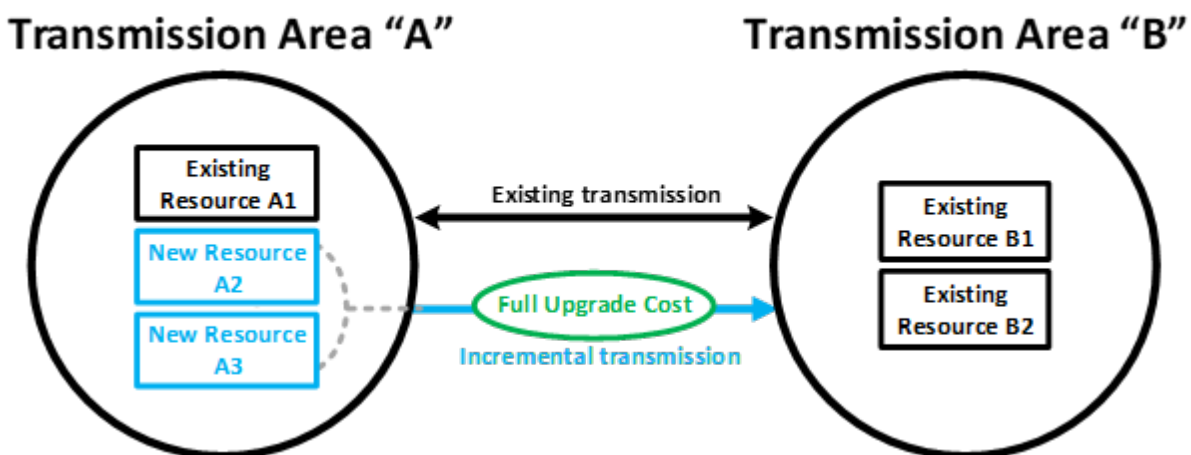 Transmission Area “A”
Transmission Area “B”
Existing
Resource A1
New Resource
A2
New Resource
A3
Existing transmission
Full Upgrade Cost
Incremental transmission
Existing
Resource B1
Existing
Resource B2